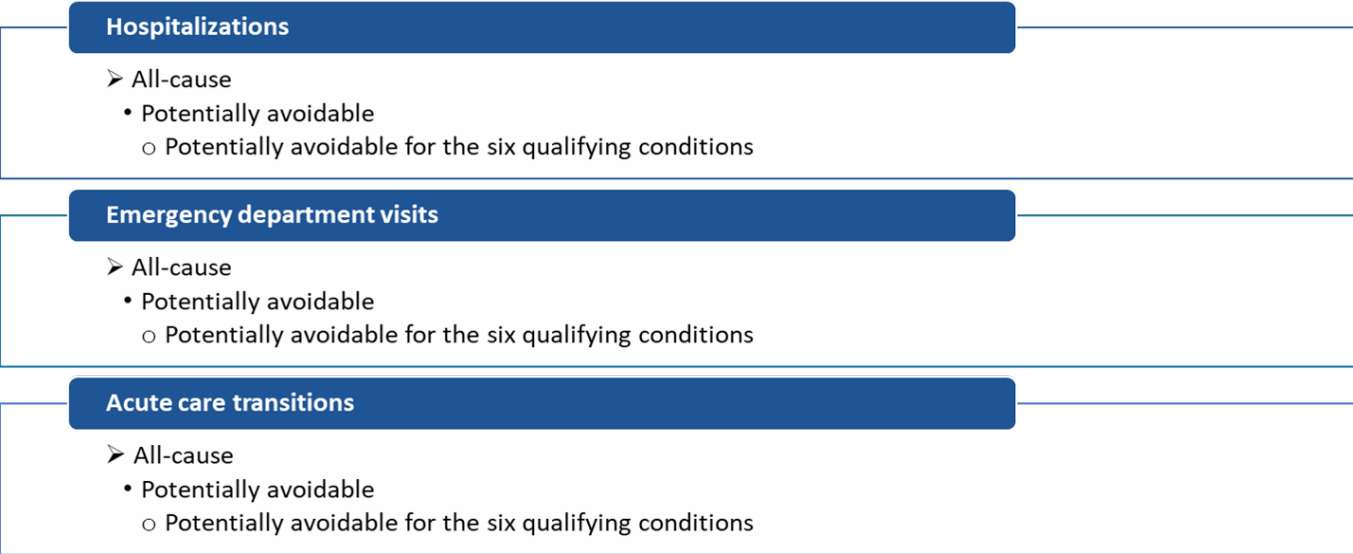 Hospitalizations
➢ All-cause
• Potentially avoidable
o Potentially avoidable for the six qualifying conditions
Emergency department visits
➢ All-cause
• Potentially avoidable
o Potentially avoidable for the six qualifying conditions
Acute care transitions
➢ All-cause
• Potentially avoidable
o Potentially avoidable for the six qualifying conditions